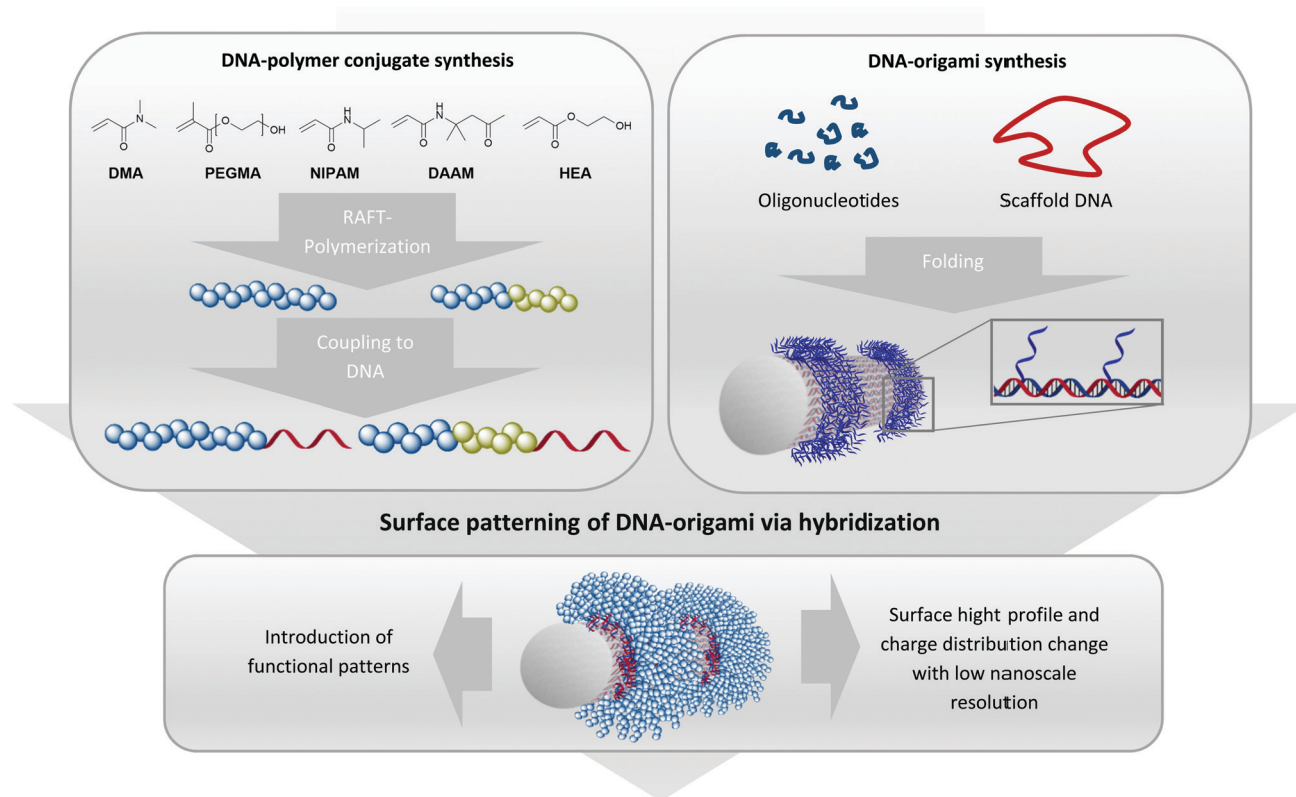 DNA-polymer conjugate synthesis
N
O
O
O
OH
H
N
O
H
N
O
O
O
O
OH
DMA
PEGMA
NIPAM
DAAM
HEA
RAFT-
Polymerization
Coupling to
DNA
DNA-origami synthesis
Oligonucleotides
Scaffold DNA
Folding
Surface patterning of DNA-origami via hybridization
Introduction of
functional patterns
Surface hight profile and
charge distribution change
with low nanoscale
resolution